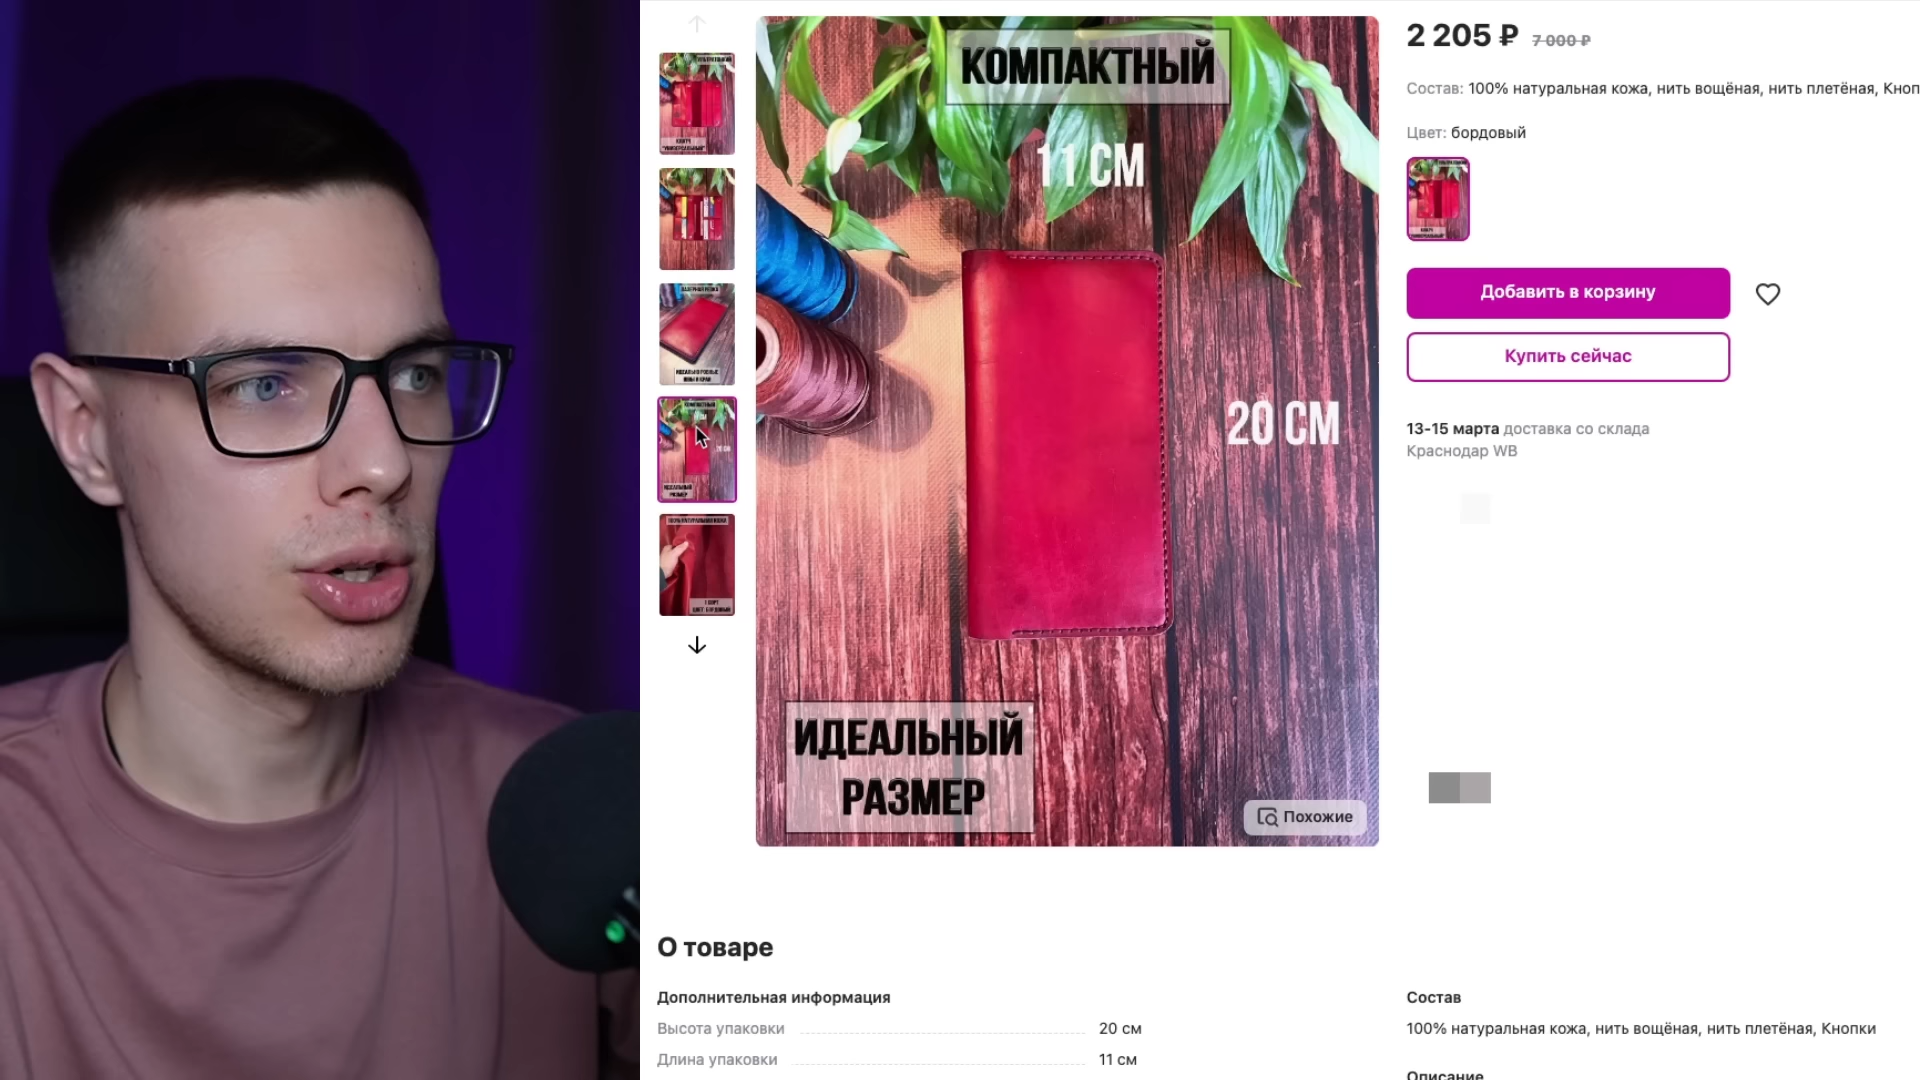 КОМПАКТНЫЙ
11 СМ
20 СМ
ИДЕАЛЬНЫЙ
РАЗМЕР
Похожие
2 205 ₽ 7 000 ₽
Состав: 100% натуральная кожа, нить вощёная, нить плетёная, Кноп
Цвет: бордовый
Добавить в корзину
Купить сейчас
13-15 марта доставка со склада
Краснодар WB
О товаре
Дополнительная информация
Высота упаковки 20 см
Длина упаковки 11 см
Состав
100% натуральная кожа, нить вощёная, нить плетёная, Кнопки
Описание